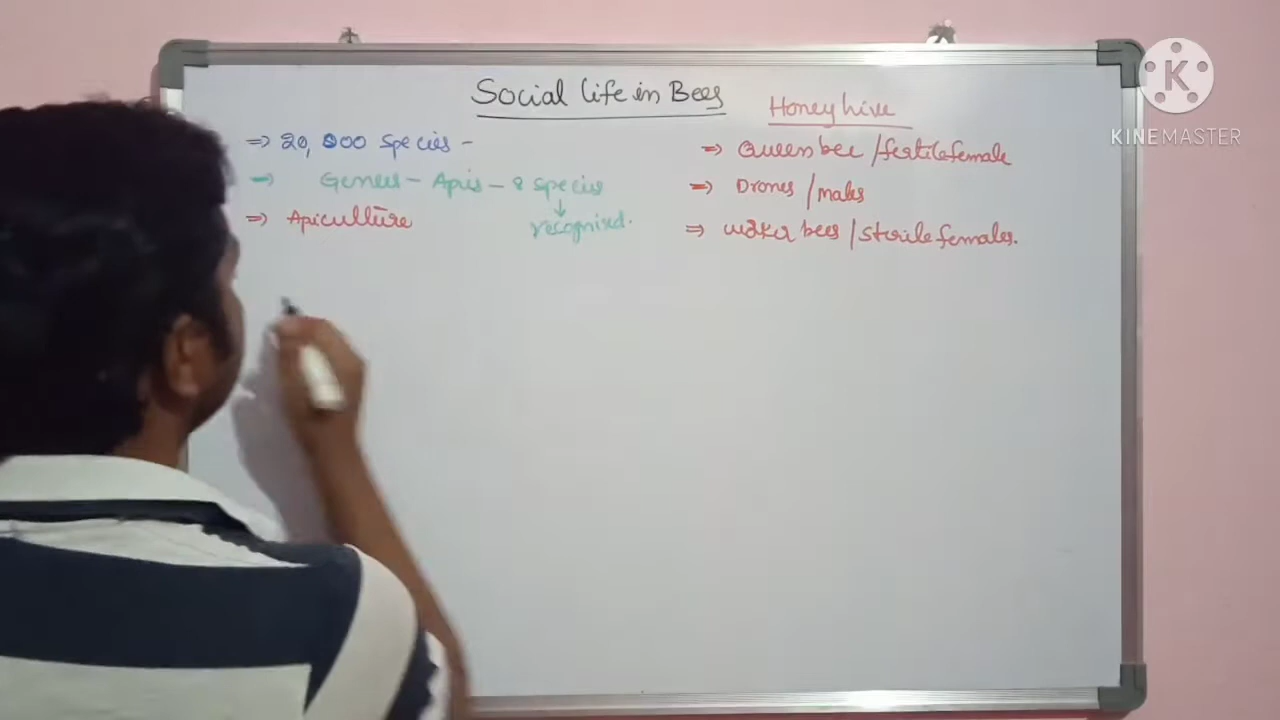 Social life in Bees
⇒ 20,000 species -
→ Genus - Apis - 8 species
↓
recognised.
⇒ Apiculture
Honey hive
⇒ Queen bee / fertile female
⇒ Drones / males
⇒ worker bees / sterile females.
K
KINEMASTER